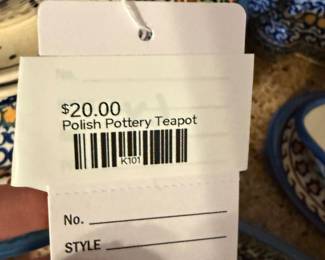 $20.00
Polish Pottery Teapot
K101
No.
STYLE